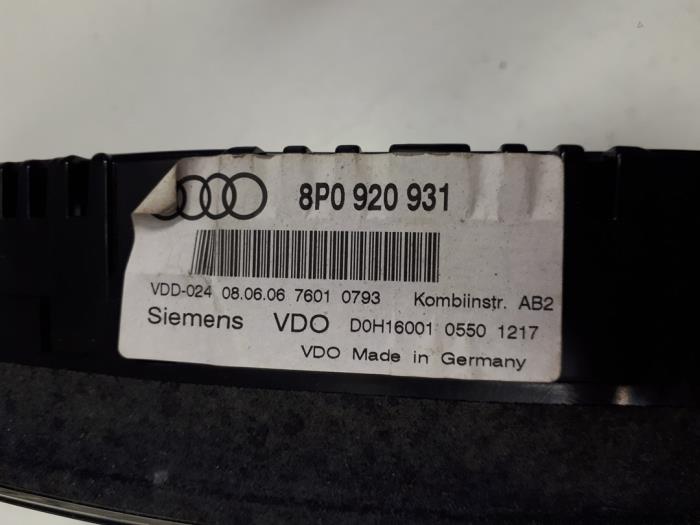 8P0 920 931
VDD-024 08.06.06 7601 0793 Kombiinstr. AB2
Siemens VDO D0H16001 0550 1217
VDO Made in Germany